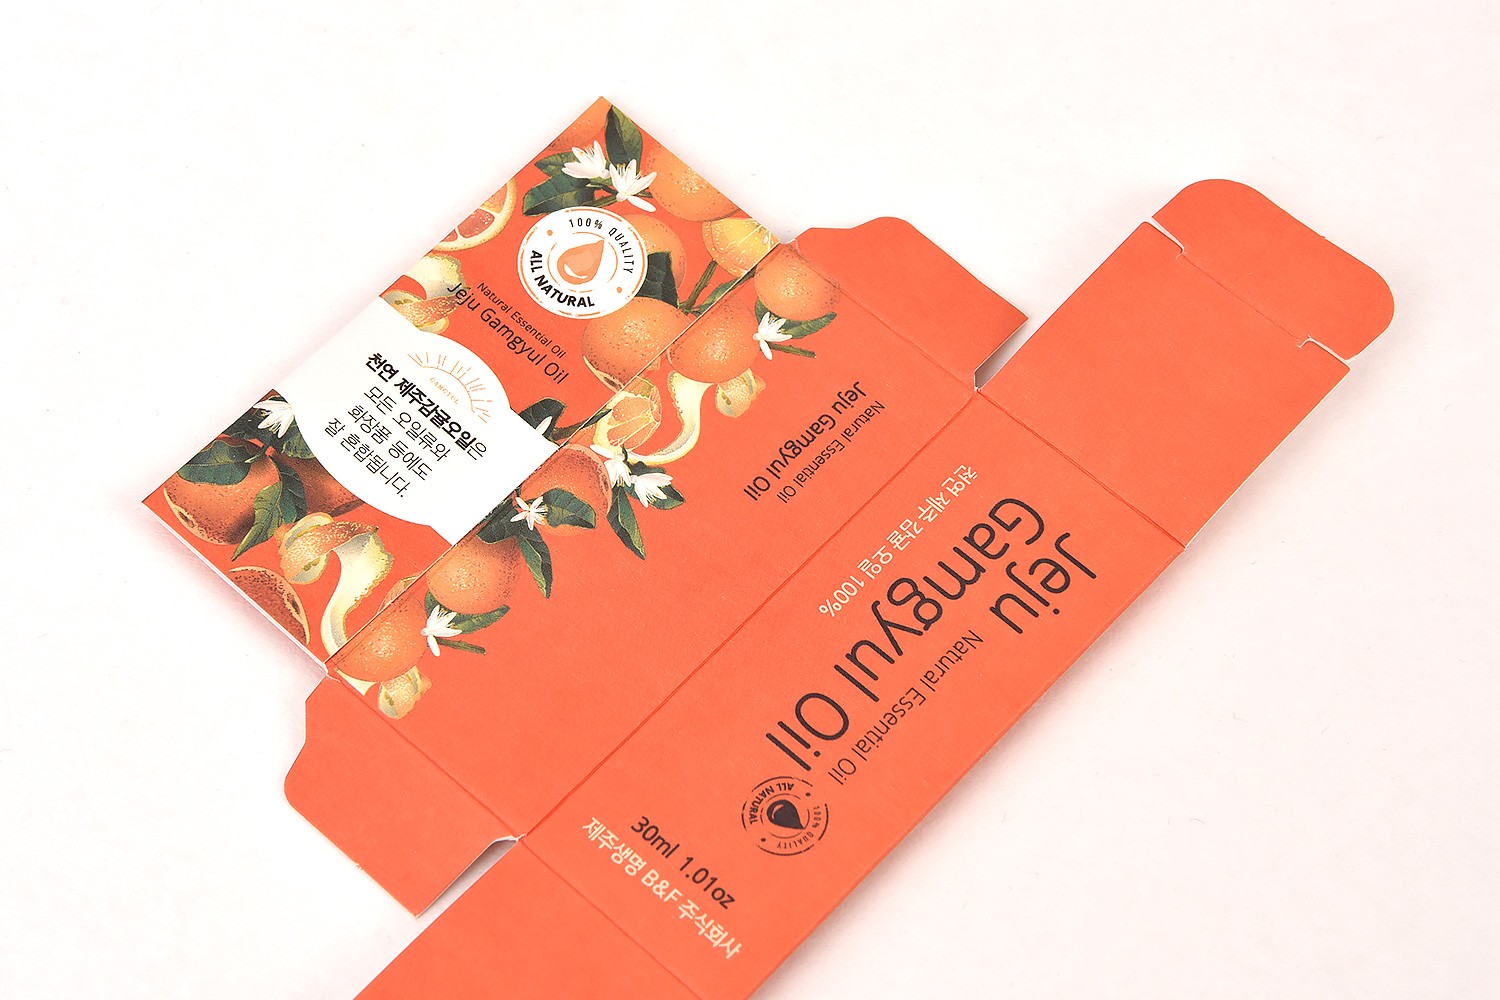 100% QUALITY
ALL NATURAL
Natural Essential Oil
Jeju Gamgyul Oil
GAMGYUL
천연 제주감귤오일은
모든 오일류와
화장품 등에도
잘 혼합됩니다.
Natural Essential Oil
Jeju Gamgyul Oil
천연 제주 감귤 오일 100%
Jeju
Gamgyul Oil
Natural Essential Oil
ALL NATURAL
100% QUALITY
30ml 1.01oz
제주생명 B&F 주식회사